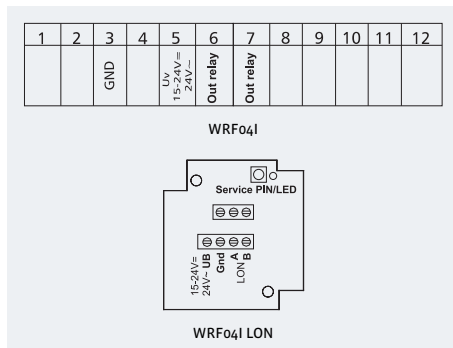 1 2 3 4 5 6 7 8 9 10 11 12
GND
Uv
15-24V=
24V~
Out relay
Out relay
WRF04I
Service PIN/LED
15-24V=
24V~ UB
Gnd
A
LON
B
WRF04I LON